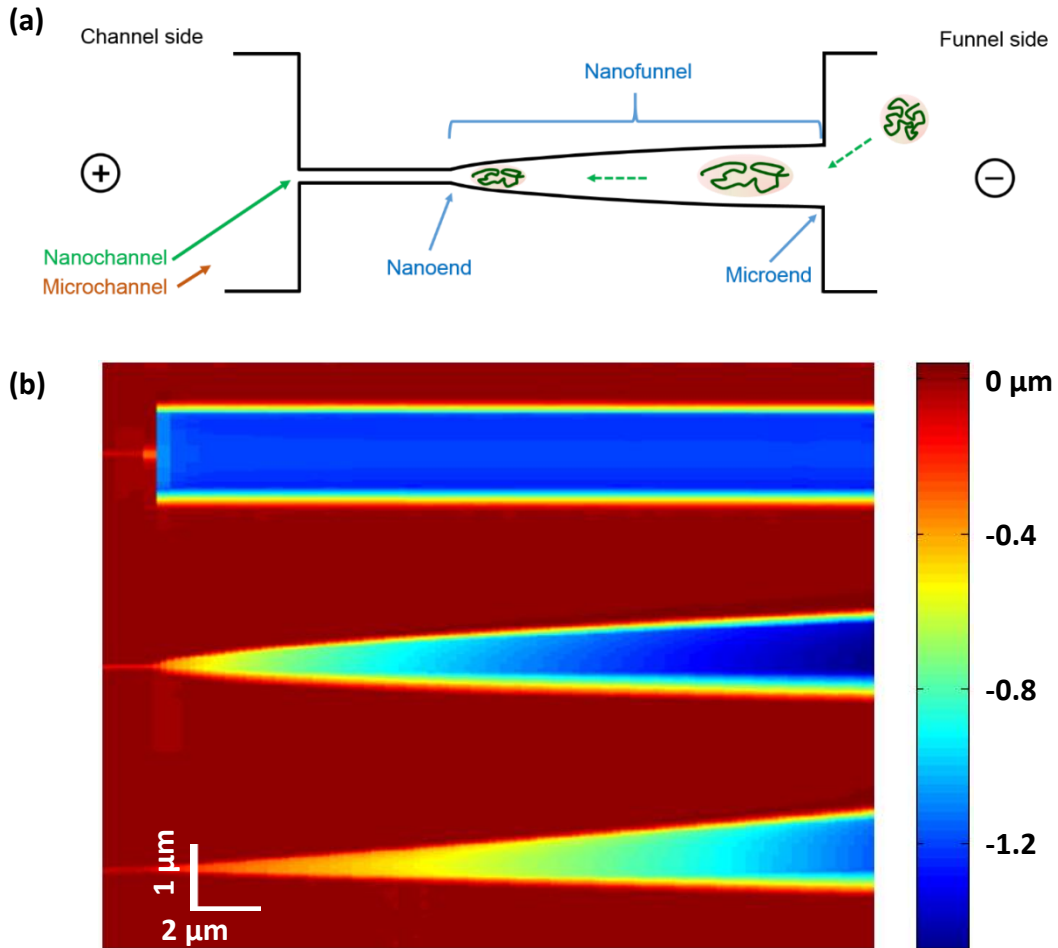 (a)
Channel side
Funnel side
Nanofunnel
+
−
Nanochannel
Microchannel
Nanoend
Microend
(b)
0 μm
-0.4
-0.8
-1.2
1 μm
2 μm